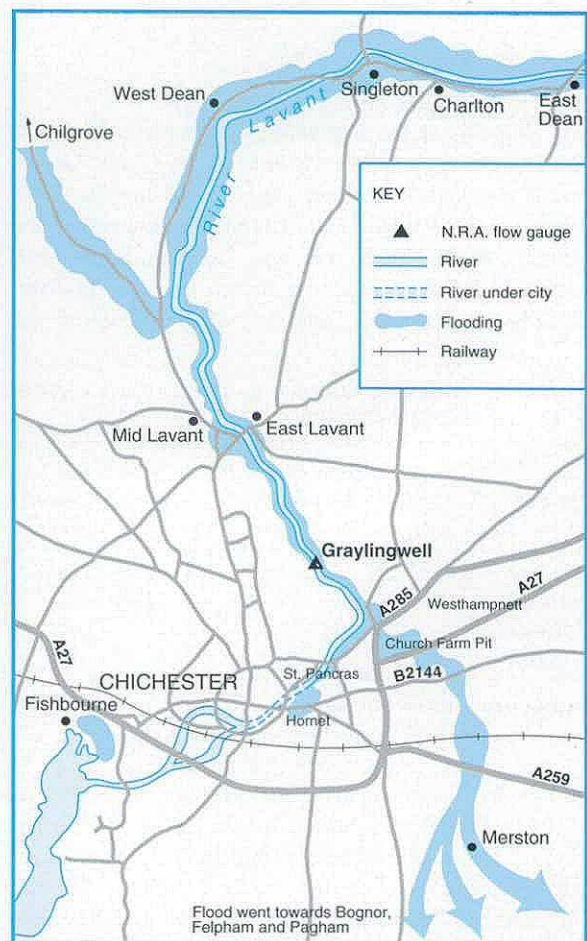 West Dean
Singleton
Charlton
East
Dean
River Lavant
Chilgrove
KEY
N.R.A. flow gauge
River
River under city
Flooding
Railway
Mid Lavant
East Lavant
Graylingwell
A285
Westhampnett
A27
Church Farm Pit
St. Pancras
B2144
A27
CHICHESTER
Fishbourne
Hornet
A259
Merston
Flood went towards Bognor,
Felpham and Pagham